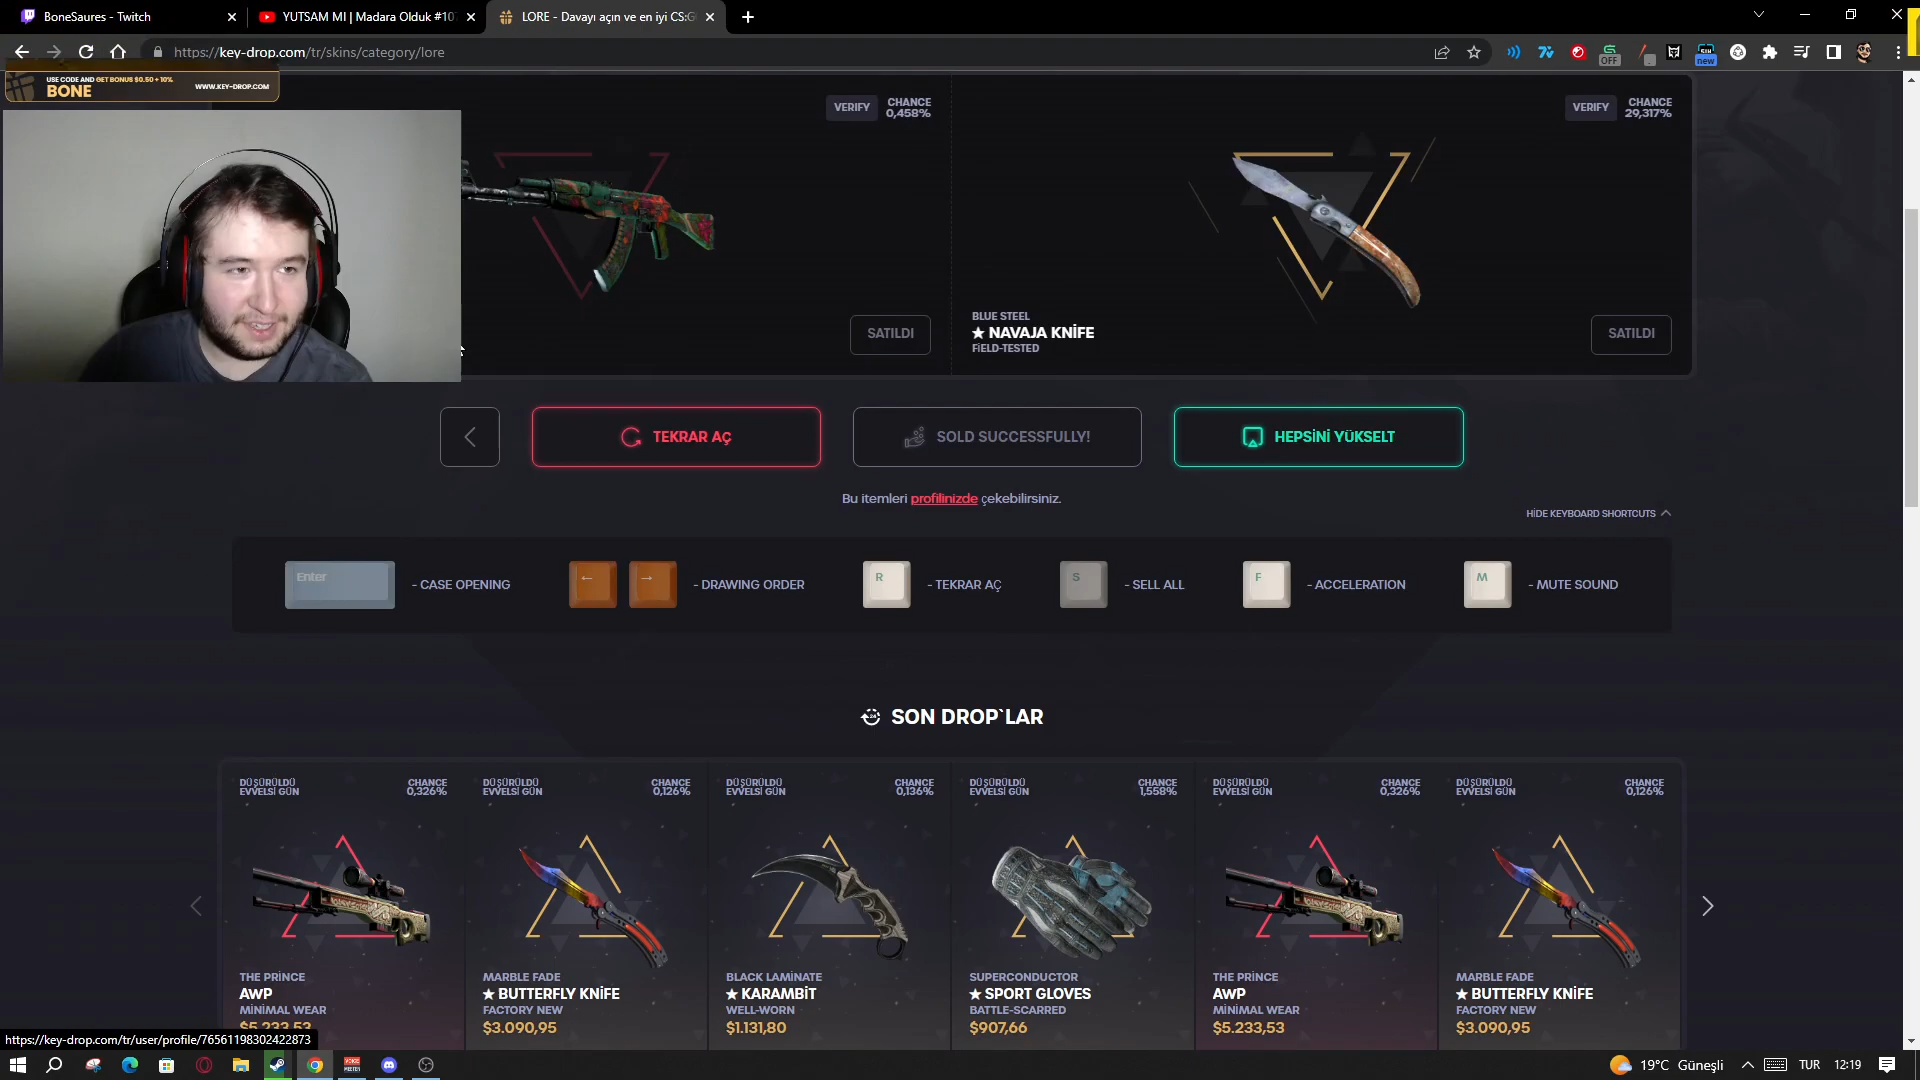 BoneSaures - Twitch
YUTSAM MI | Madara Olduk #107
LORE - Davayı açın ve en iyi CS:G
https://key-drop.com/tr/skins/category/lore
OFF
new
USE CODE AND GET BONUS $0.50 + 10%
BONE
WWW.KEY-DROP.COM
VERIFY
CHANCE
0,458%
VERIFY
CHANCE
29,317%
SATILDI
BLUE STEEL
★ NAVAJA KNİFE
FİELD-TESTED
SATILDI
TEKRAR AÇ
SOLD SUCCESSFULLY!
HEPSİNİ YÜKSELT
Bu itemleri profilinizde çekebilirsiniz.
HİDE KEYBOARD SHORTCUTS
Enter
- CASE OPENING
← →
- DRAWING ORDER
R
- TEKRAR AÇ
S
- SELL ALL
F
- ACCELERATION
M
- MUTE SOUND
SON DROP`LAR
DÜŞÜRÜLDÜ
EVVELSİ GÜN
CHANCE
0,326%
THE PRİNCE
AWP
MİNİMAL WEAR
$5.233,53
DÜŞÜRÜLDÜ
EVVELSİ GÜN
CHANCE
0,126%
MARBLE FADE
★ BUTTERFLY KNİFE
FACTORY NEW
$3.090,95
DÜŞÜRÜLDÜ
EVVELSİ GÜN
CHANCE
0,136%
BLACK LAMİNATE
★ KARAMBİT
WELL-WORN
$1.131,80
DÜŞÜRÜLDÜ
EVVELSİ GÜN
CHANCE
1,558%
SUPERCONDUCTOR
★ SPORT GLOVES
BATTLE-SCARRED
$907,66
DÜŞÜRÜLDÜ
EVVELSİ GÜN
CHANCE
0,326%
THE PRİNCE
AWP
MİNİMAL WEAR
$5.233,53
DÜŞÜRÜLDÜ
EVVELSİ GÜN
CHANCE
0,126%
MARBLE FADE
★ BUTTERFLY KNİFE
FACTORY NEW
$3.090,95
https://key-drop.com/tr/user/profile/76561198302422873
19°C Güneşli
TUR
12:19